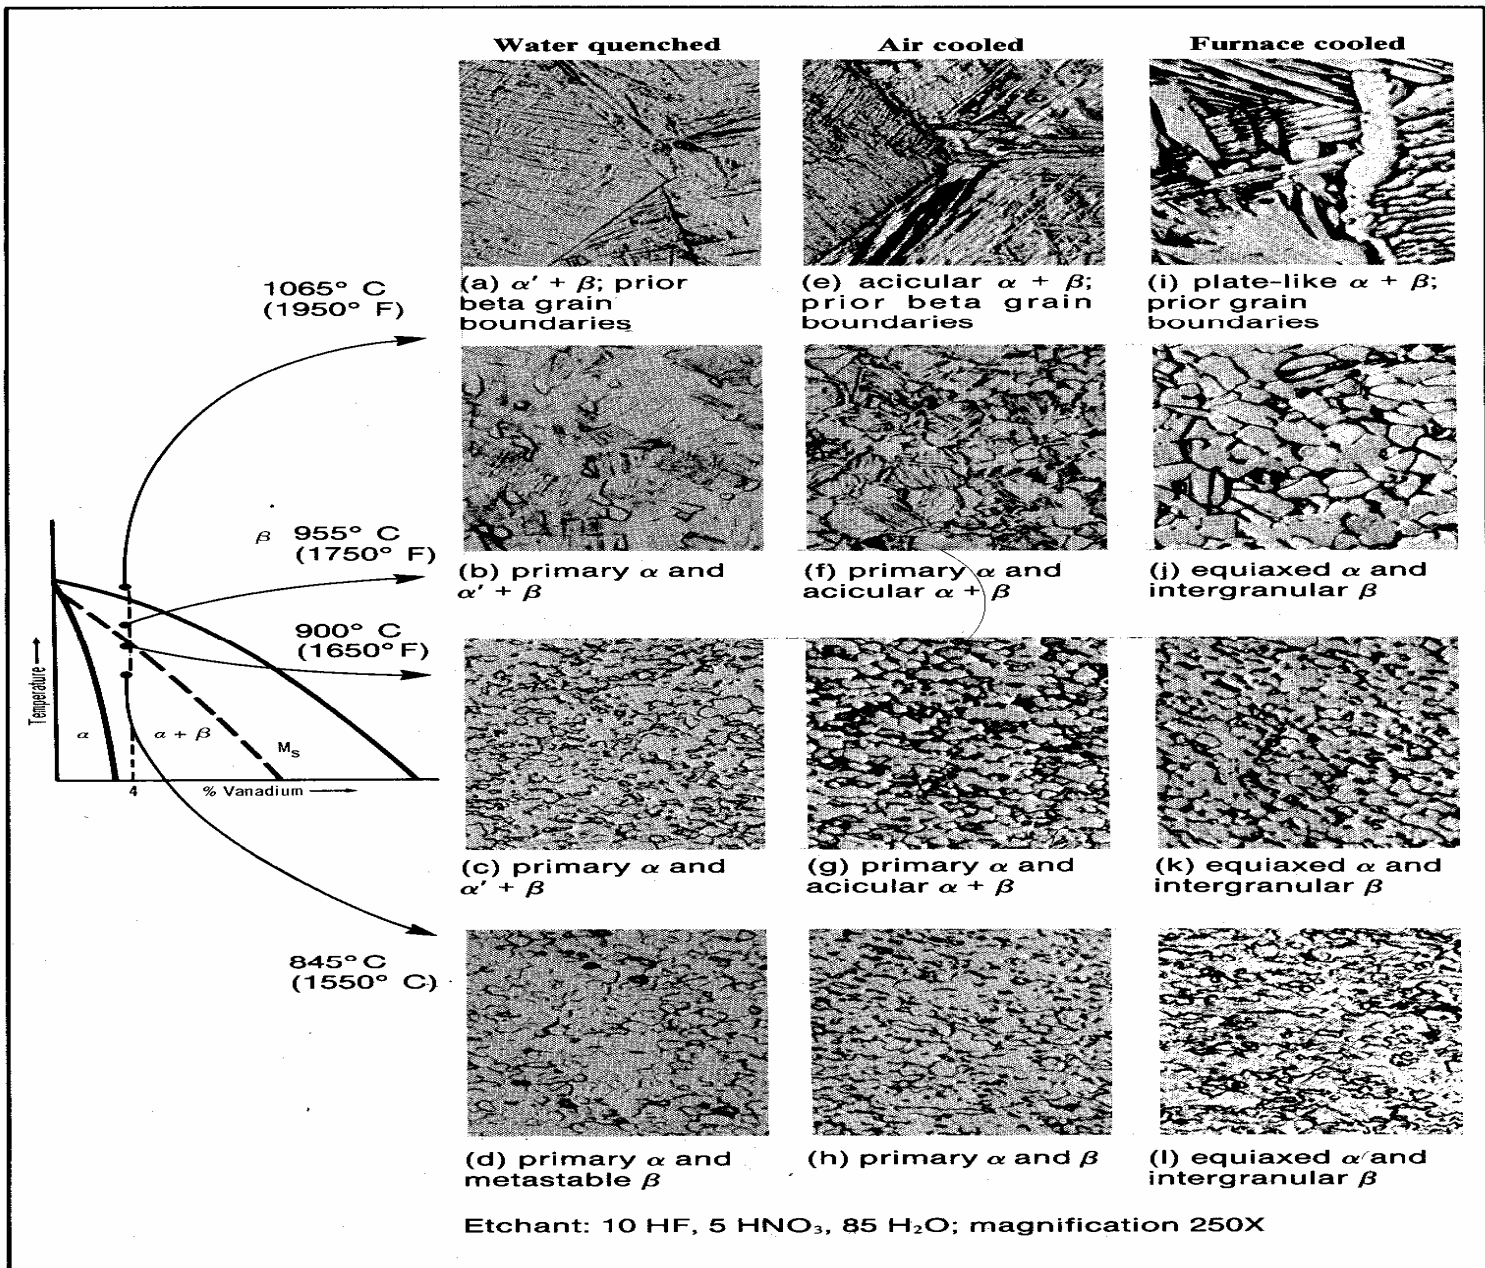 Water quenched
Air cooled
Furnace cooled
(a) α′ + β; prior
beta grain
boundaries
(e) acicular α + β;
prior beta grain
boundaries
(i) plate-like α + β;
prior grain
boundaries
1065° C
(1950° F)
(b) primary α and
α′ + β
(f) primary α and
acicular α + β
(j) equiaxed α and
intergranular β
β 955° C
(1750° F)
900° C
(1650° F)
(c) primary α and
α′ + β
(g) primary α and
acicular α + β
(k) equiaxed α and
intergranular β
Temperature
α
α + β
Ms
4
% Vanadium
845° C
(1550° C)
(d) primary α and
metastable β
(h) primary α and β
(l) equiaxed α and
intergranular β
Etchant: 10 HF, 5 HNO₃, 85 H₂O; magnification 250X